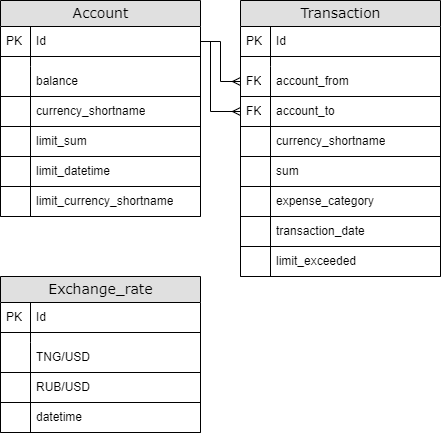 Account
PK Id
balance
currency_shortname
limit_sum
limit_datetime
limit_currency_shortname
Transaction
PK Id
FK account_from
FK account_to
currency_shortname
sum
expense_category
transaction_date
limit_exceeded
Exchange_rate
PK Id
TNG/USD
RUB/USD
datetime